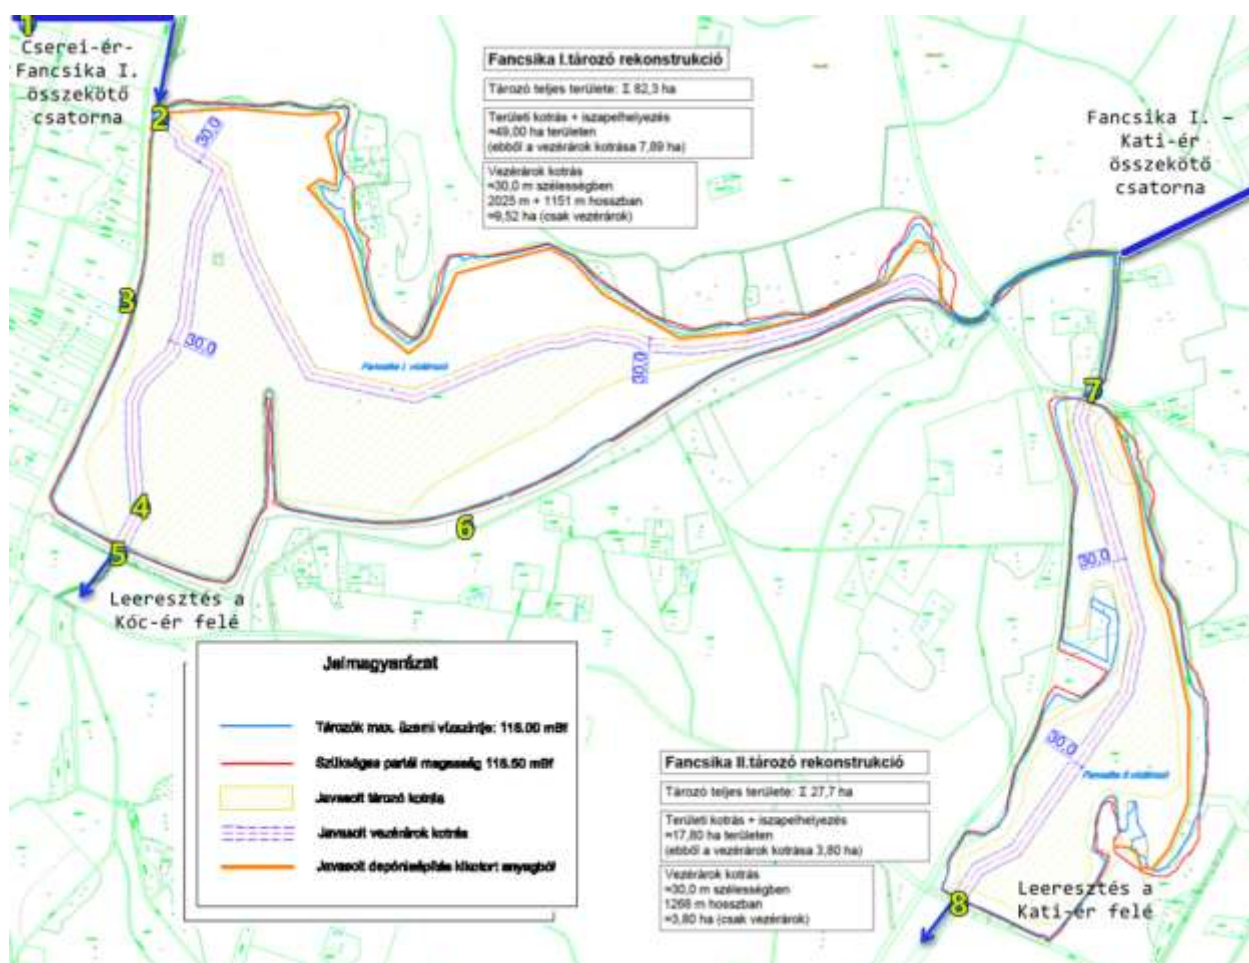 1
Cserei-ér-
Fancsika I.
összekötő
csatorna
2
30,0
Fancsika I.tározó rekonstrukció
Tározó teljes területe: Σ 82,3 ha
Területi kotrás + iszapelhelyezés
≈49,00 ha területen
(ebből a vezérárok kotrása 7,89 ha)
Vezérárok kotrás
≈30,0 m szélességben
2025 m + 1151 m hosszban
≈9,52 ha (csak vezérárok)
Fancsika I. –
Kati-ér
összekötő
csatorna
3
30,0
30,0
Fancsika I. víztározó
7
4
6
5
Leeresztés a
Kóc-ér felé
30,0
Jelmagyarázat
Tározók max. üzemi vízszintje: 116.00 mBf
Szükséges partél magasság 116.50 mBf
Javasolt tározó kotrás
Javasolt vezérárok kotrás
Javasolt depóniaépítés kikotort anyagból
30,0
Fancsika II.tározó rekonstrukció
Tározó teljes területe: Σ 27,7 ha
Területi kotrás + iszapelhelyezés
≈17,80 ha területen
(ebből a vezérárok kotrása 3,80 ha)
Vezérárok kotrás
≈30,0 m szélességben
1268 m hosszban
≈3,80 ha (csak vezérárok)
Fancsika II víztározó
8
Leeresztés a
Kati-ér felé